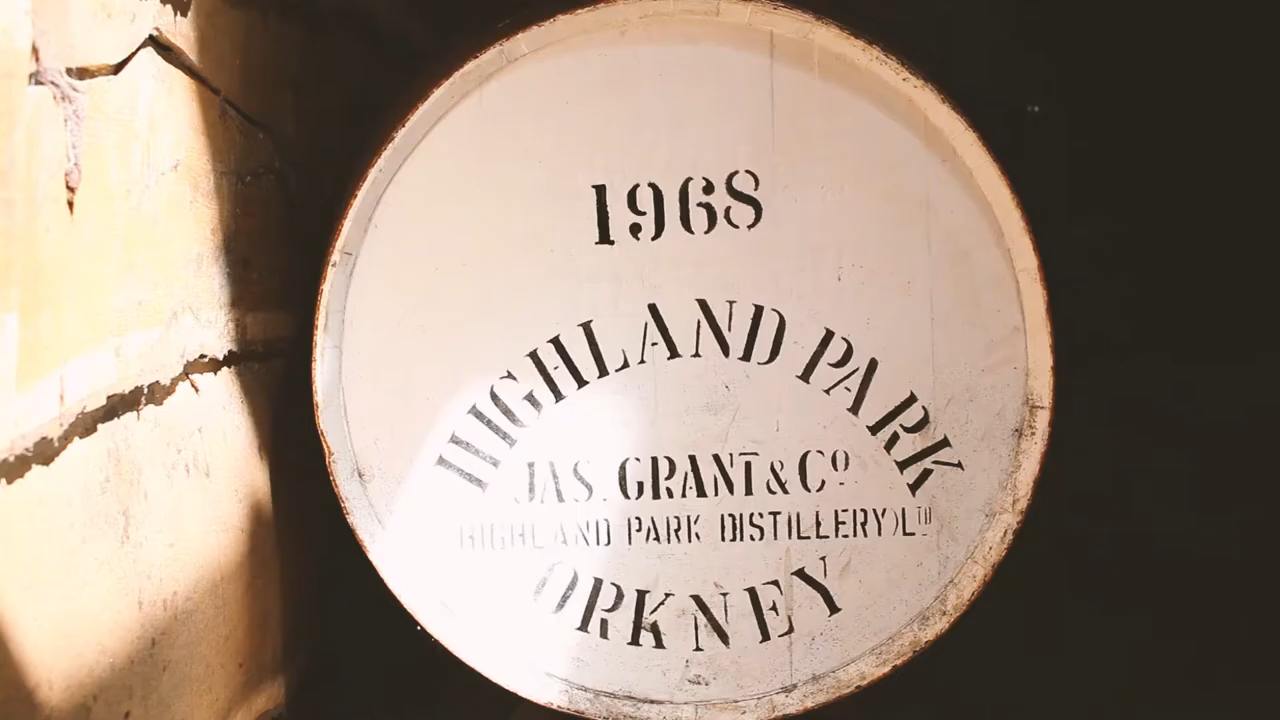 1968
HIGHLAND PARK
JAS. GRANT & Cº
HIGHLAND PARK DISTILLERY) LTD
ORKNEY